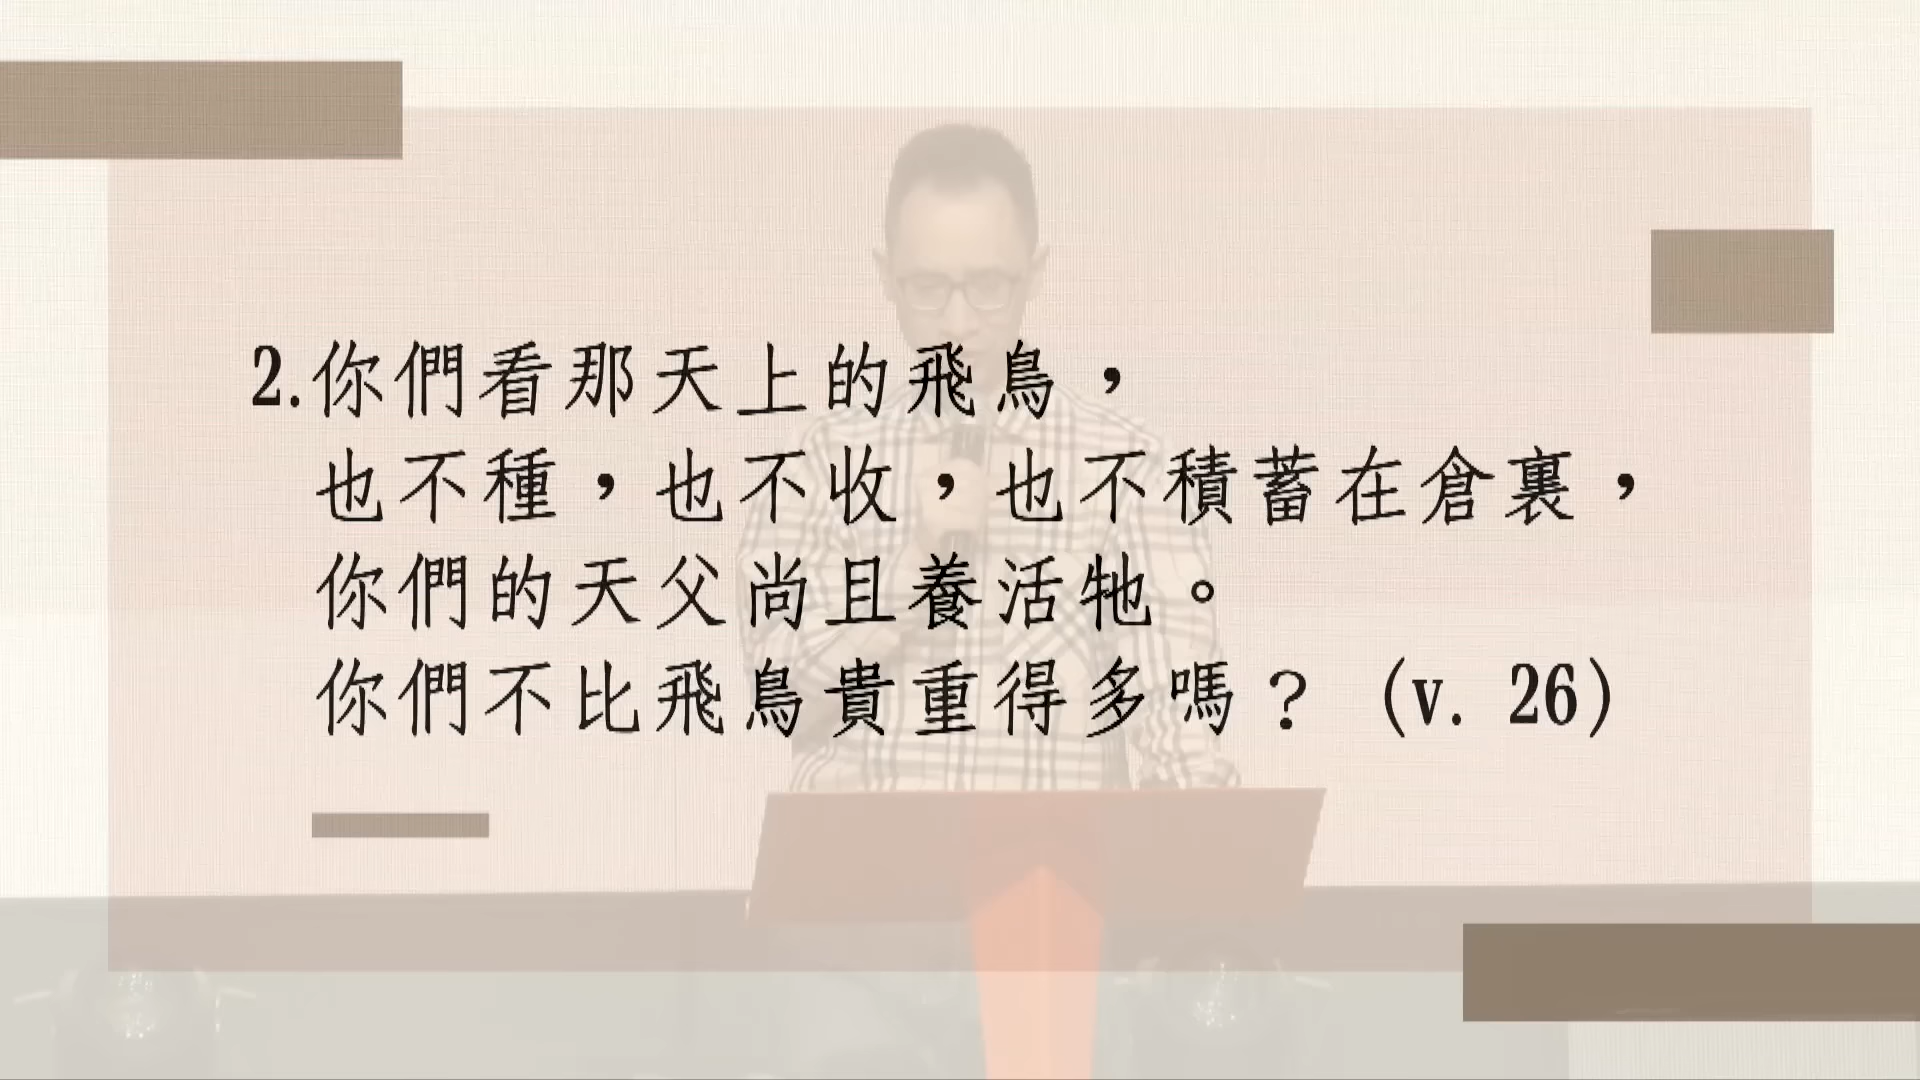 2.你們看那天上的飛鳥，
也不種，也不收，也不積蓄在倉裏，
你們的天父尚且養活牠。
你們不比飛鳥貴重得多嗎？（v. 26）